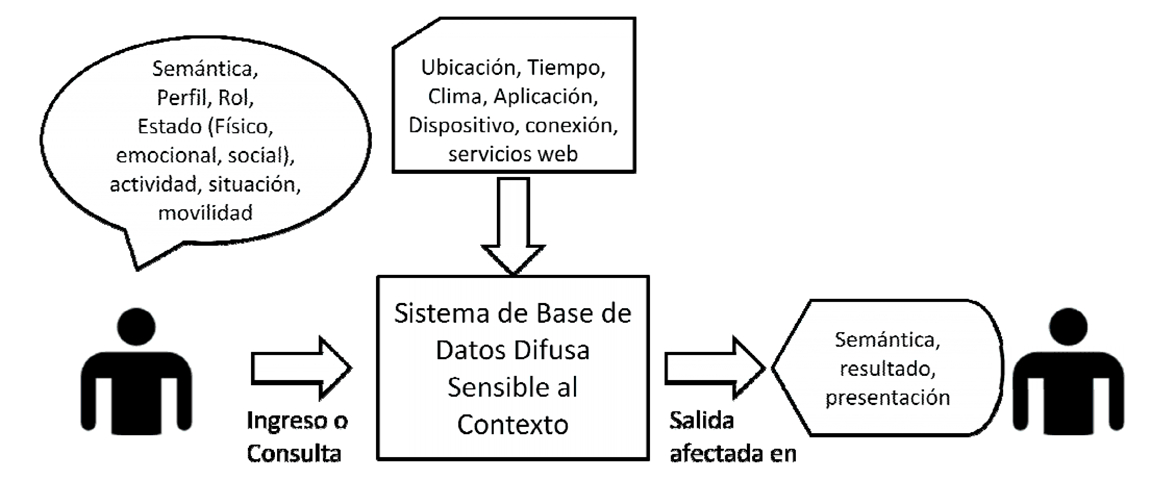 Semántica,
Perfil, Rol,
Estado (Físico,
emocional, social),
actividad, situación,
movilidad
Ubicación, Tiempo,
Clima, Aplicación,
Dispositivo, conexión,
servicios web
Ingreso o
Consulta
Sistema de Base de
Datos Difusa
Sensible al
Contexto
Salida
afectada en
Semántica,
resultado,
presentación